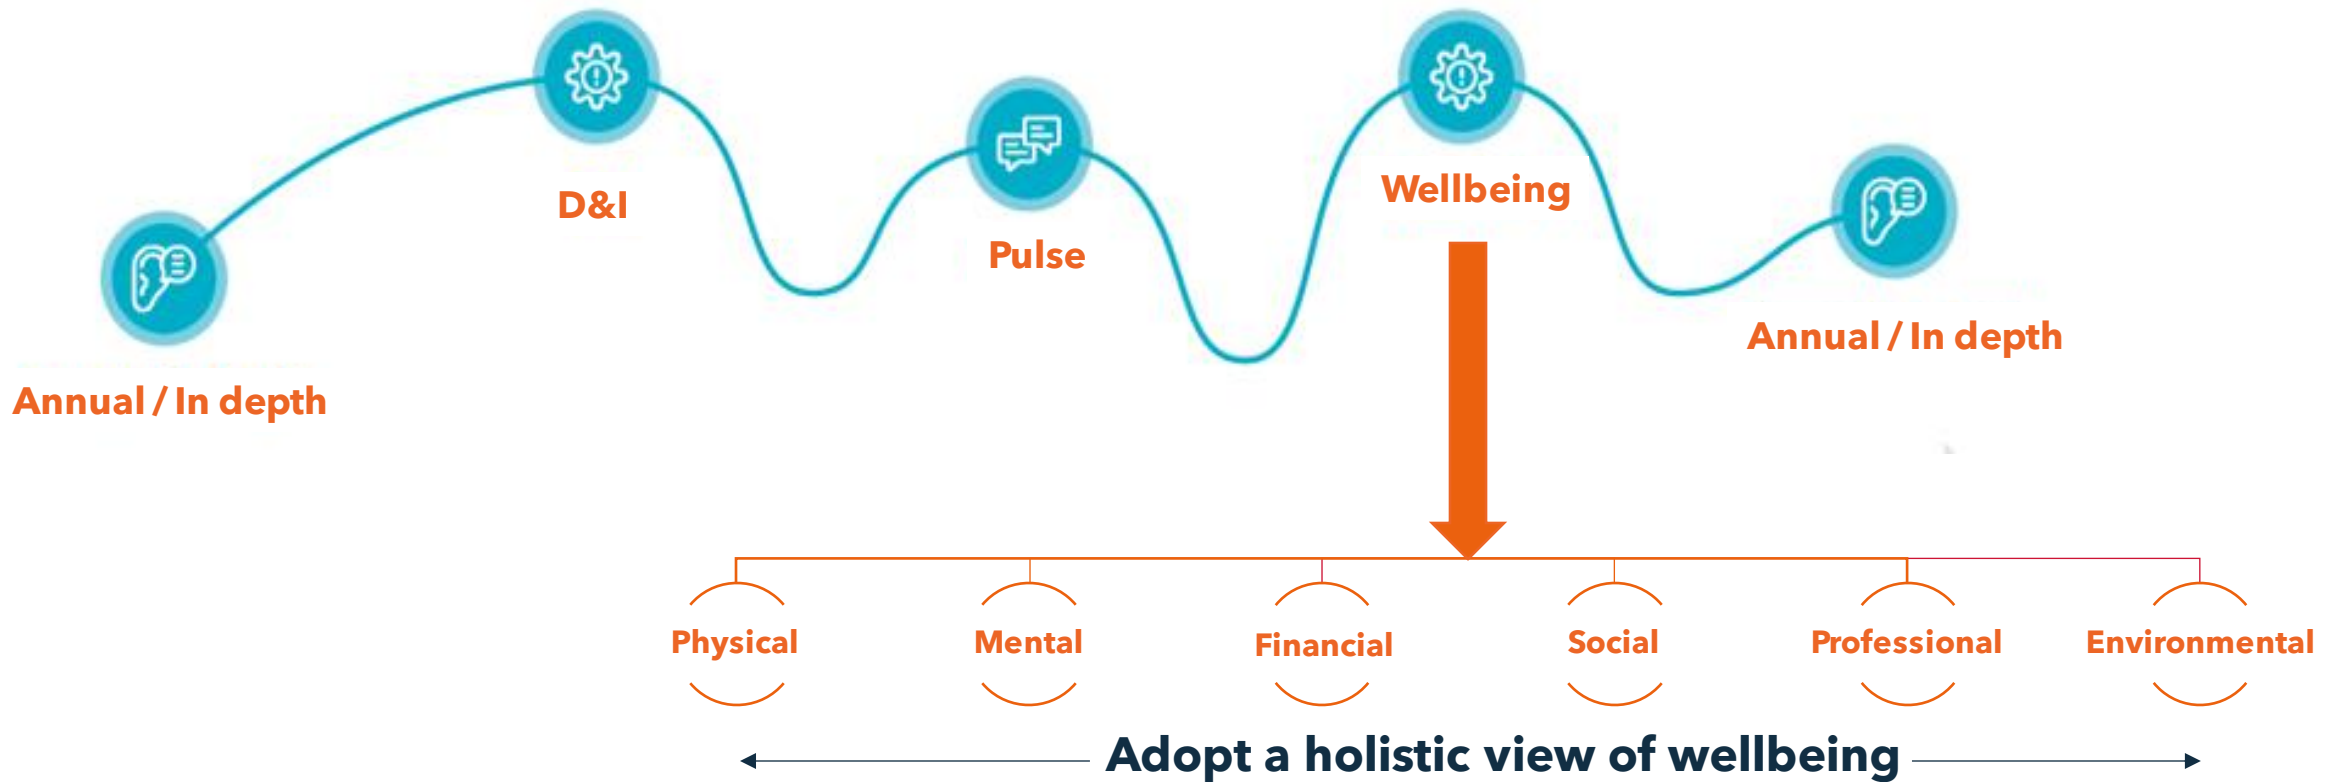 D&I
Pulse
Wellbeing
Annual / In depth
Annual / In depth
Physical
Mental
Financial
Social
Professional
Environmental
Adopt a holistic view of wellbeing